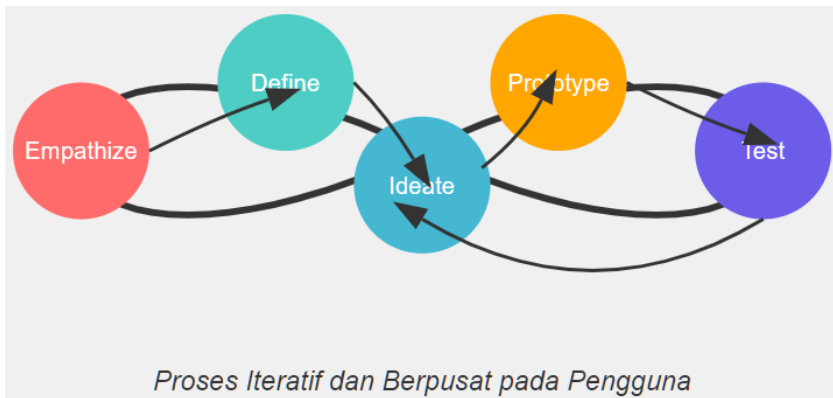 Empathize
Define
Ideate
Prototype
Test
Proses Iteratif dan Berpusat pada Pengguna